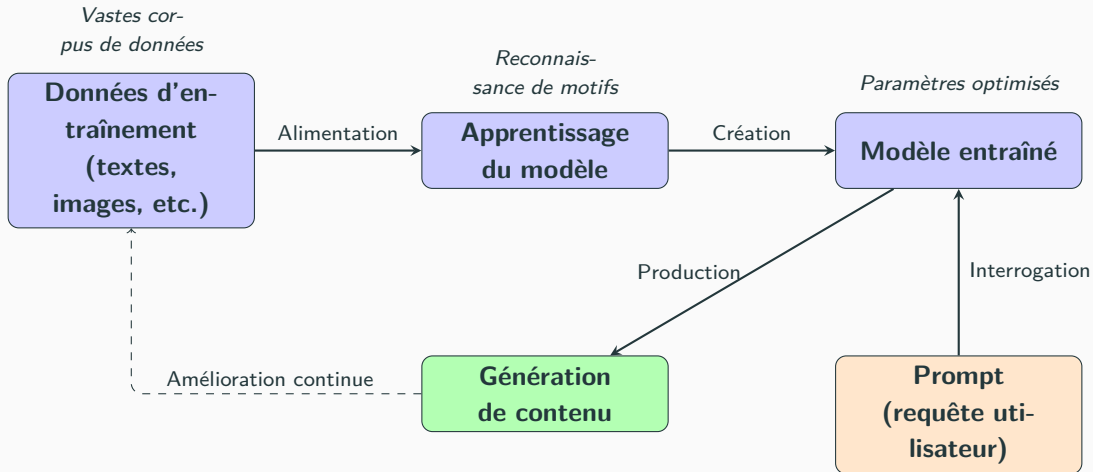 Vastes cor-
pus de données
Données d'en-
traînement
(textes,
images, etc.)
Alimentation
Reconnais-
sance de motifs
Apprentissage
du modèle
Création
Paramètres optimisés
Modèle entraîné
Production
Interrogation
Amélioration continue
Génération
de contenu
Prompt
(requête uti-
lisateur)